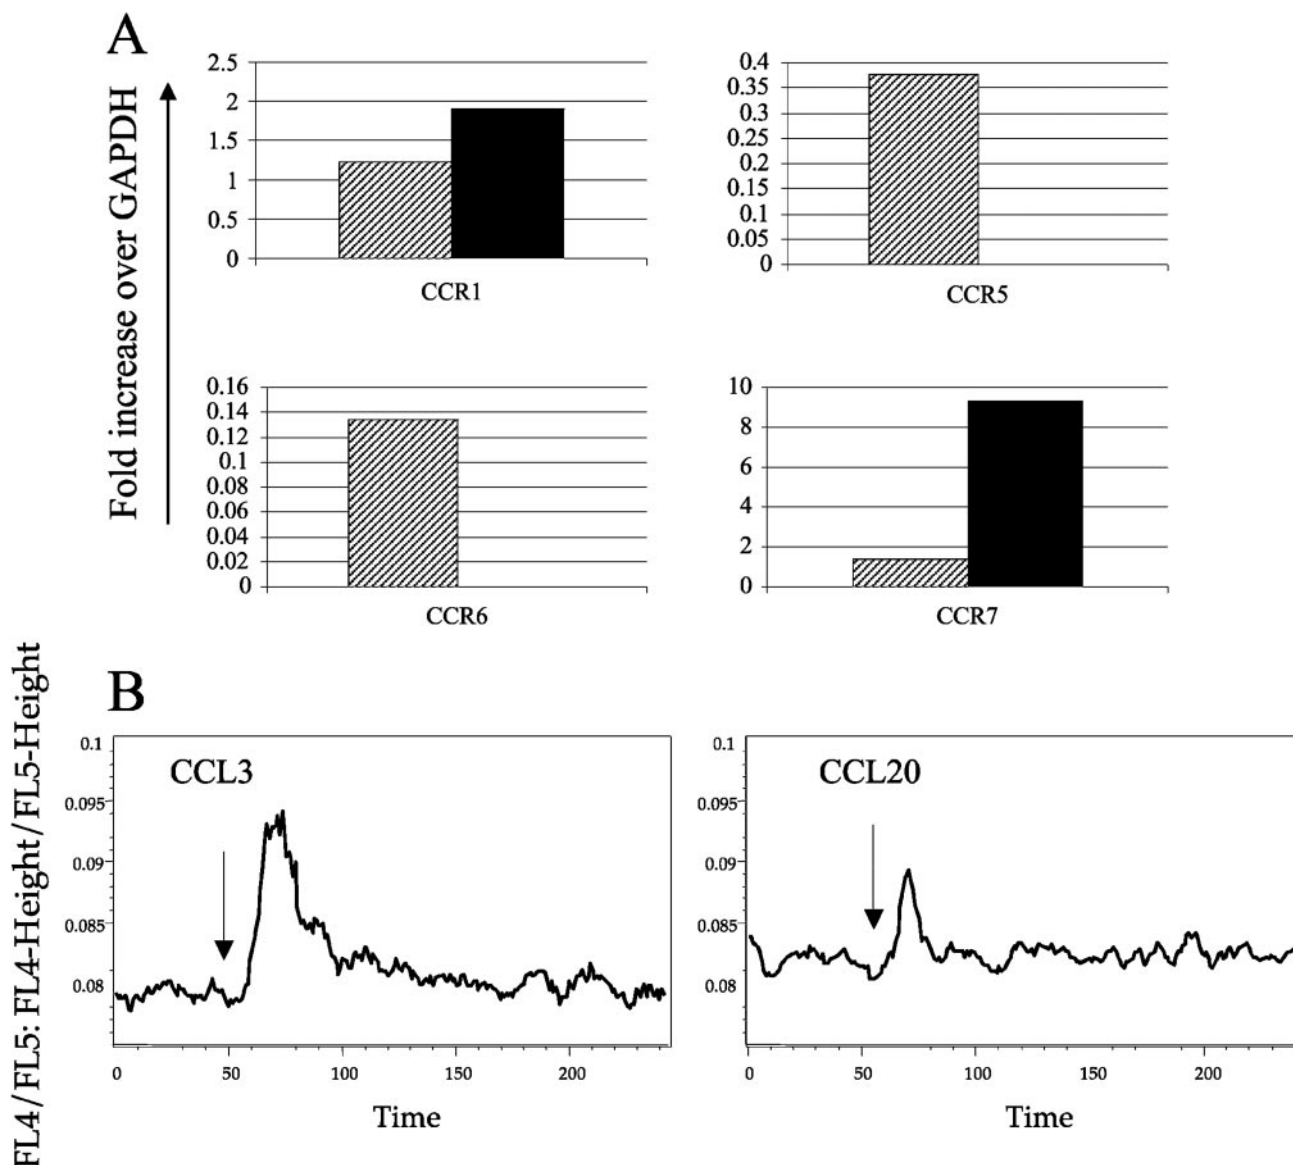 A
Fold increase over GAPDH
2.5
2
1.5
1
0.5
0
CCR1
0.4
0.35
0.3
0.25
0.2
0.15
0.1
0.05
0
CCR5
0.16
0.14
0.12
0.1
0.08
0.06
0.04
0.02
0
CCR6
10
8
6
4
2
0
CCR7
B
FL4/FL5: FL4-Height/FL5-Height
CCL3
0.1
0.095
0.09
0.085
0.08
0 50 100 150 200
Time
CCL20
0.1
0.095
0.09
0.085
0.08
0 50 100 150 200
Time